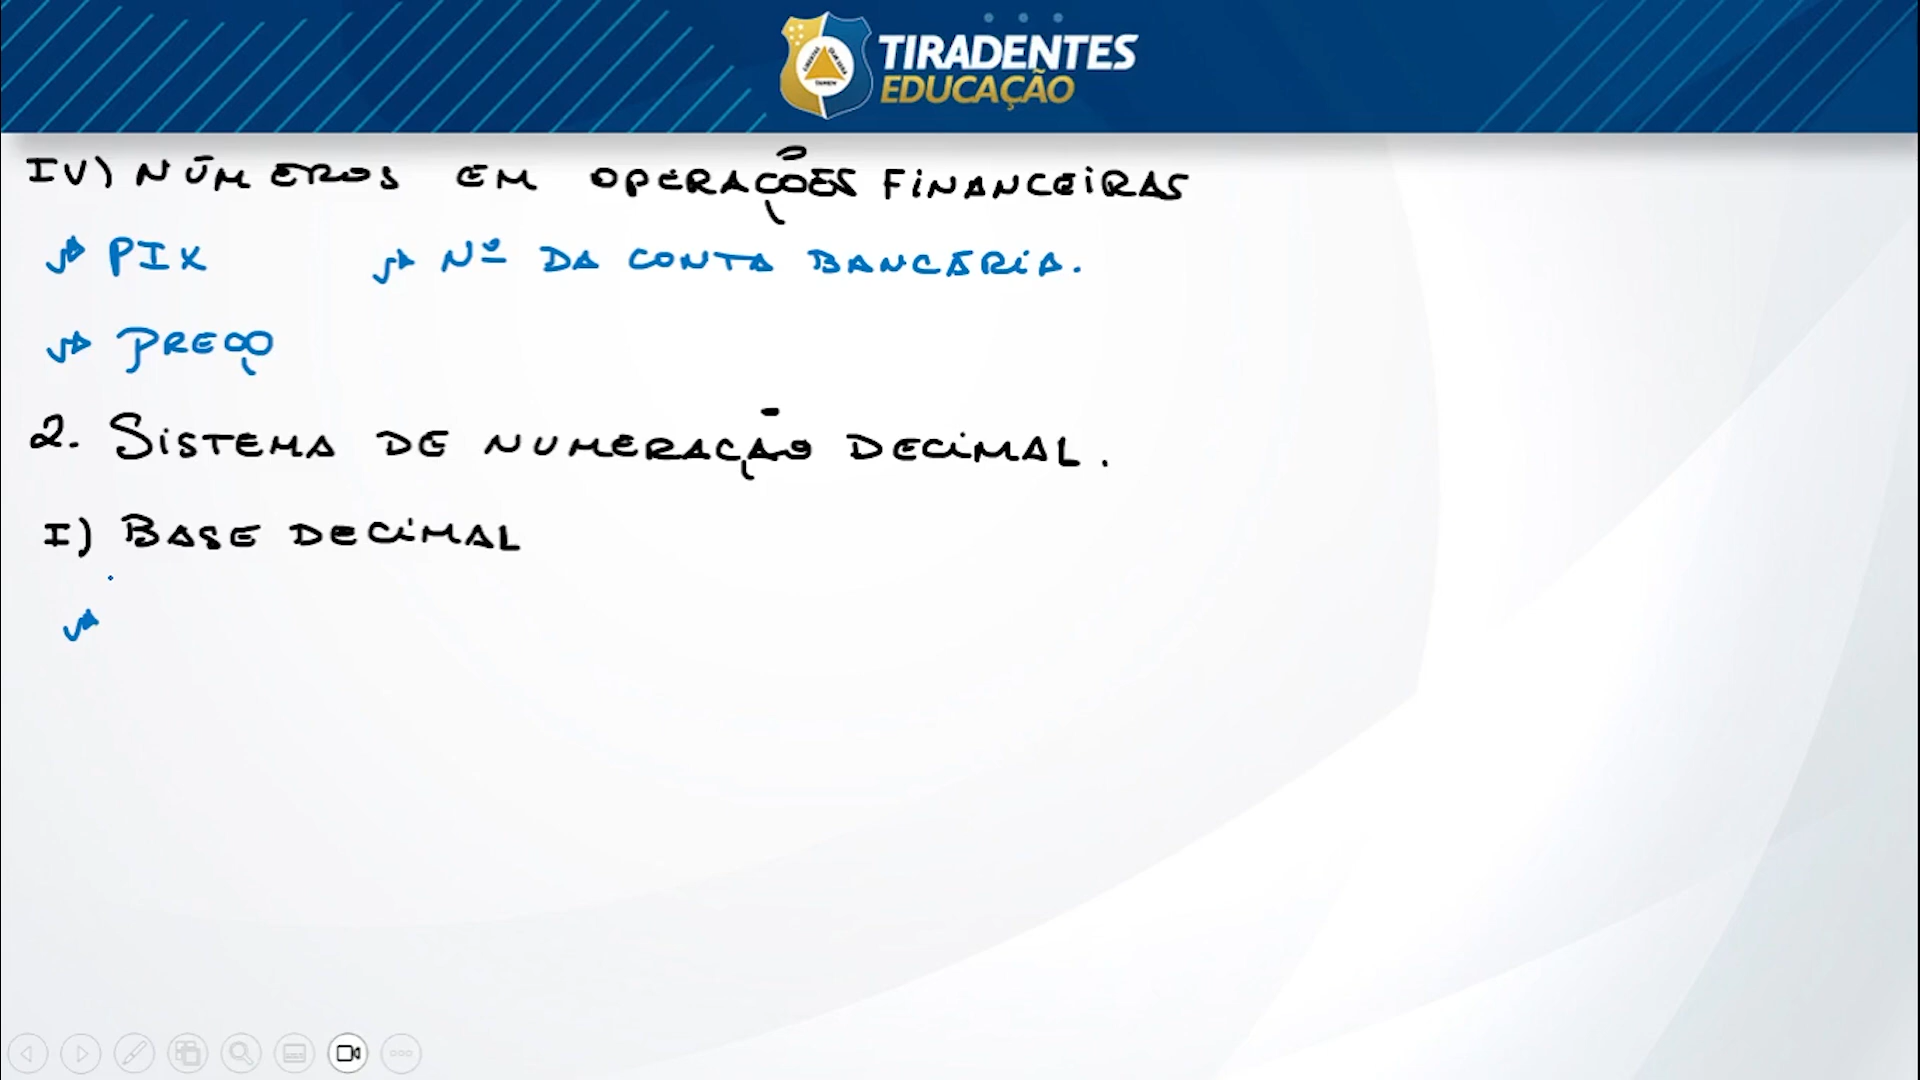 TIRADENTES
EDUCAÇÃO
IV) NÚMEROS EM OPERAÇÕES FINANCEIRAS
PIX Nº DA CONTA BANCÁRIA.
PREÇO
2. SISTEMA DE NUMERAÇÃO DECIMAL.
I) BASE DECIMAL